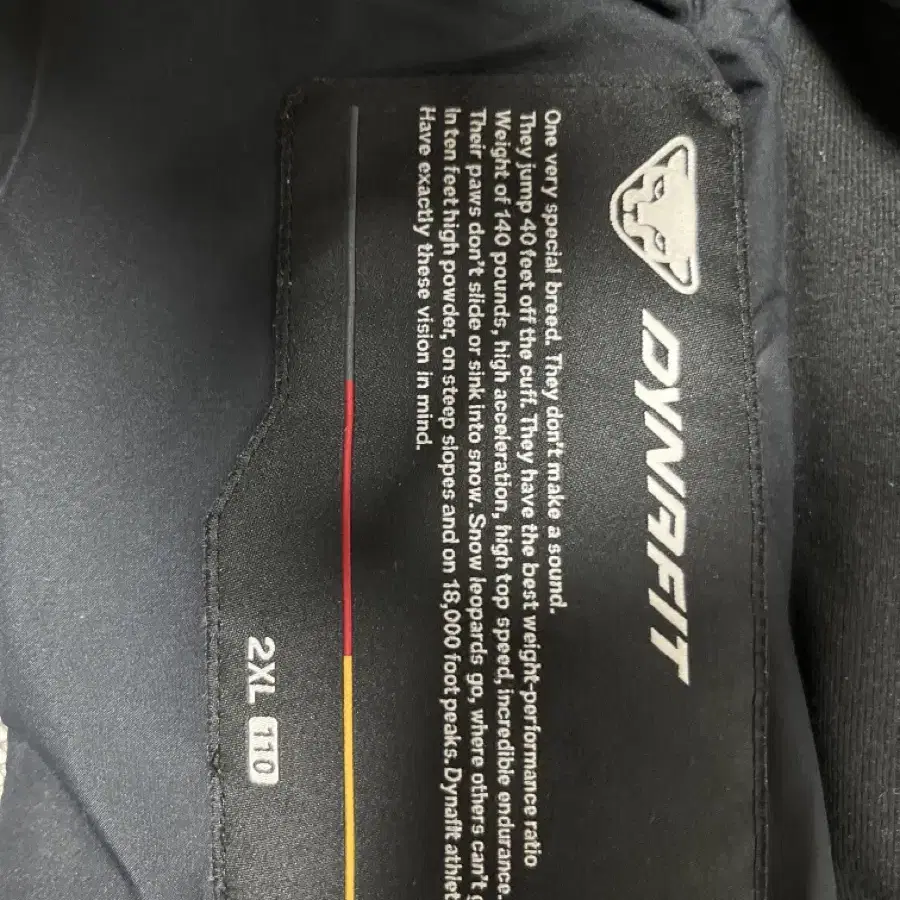 DYNAFIT
One very special breed. They don't make a sound.
They jump 40 feet off the cuff. They have the best weight-performance ratio
Weight of 140 pounds, high acceleration, high top speed, incredible endurance.
Their paws don't slide or sink into snow. Snow leopards go, where others can't
In ten feet high powder, on steep slopes and on 18,000 foot peaks. Dynafit
Have exactly these vision in mind.
2XL 110